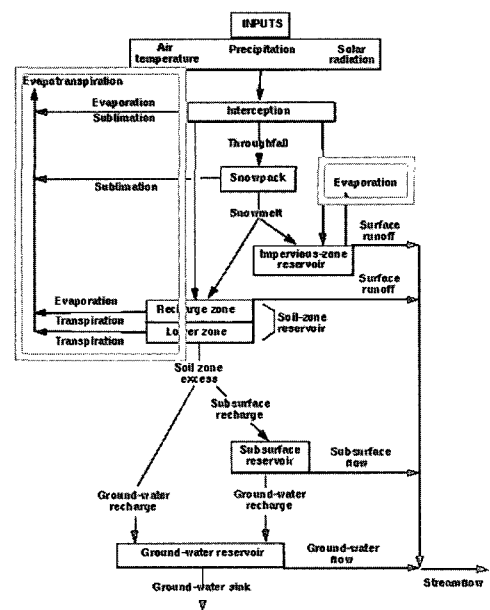 INPUTS
Air temperature
Precipitation
Solar radiation
Evapotranspiration
Evaporation
Sublimation
Interception
Throughfall
Snowpack
Sublimation
Evaporation
Snowmelt
Surface runoff
Impervious-zone reservoir
Surface runoff
Evaporation
Recharge zone
Transpiration
Lower zone
Transpiration
Soil-zone reservoir
Soil zone excess
Subsurface recharge
Subsurface reservoir
Subsurface flow
Ground-water recharge
Ground-water recharge
Ground-water reservoir
Ground-water flow
Ground-water sink
Streamflow